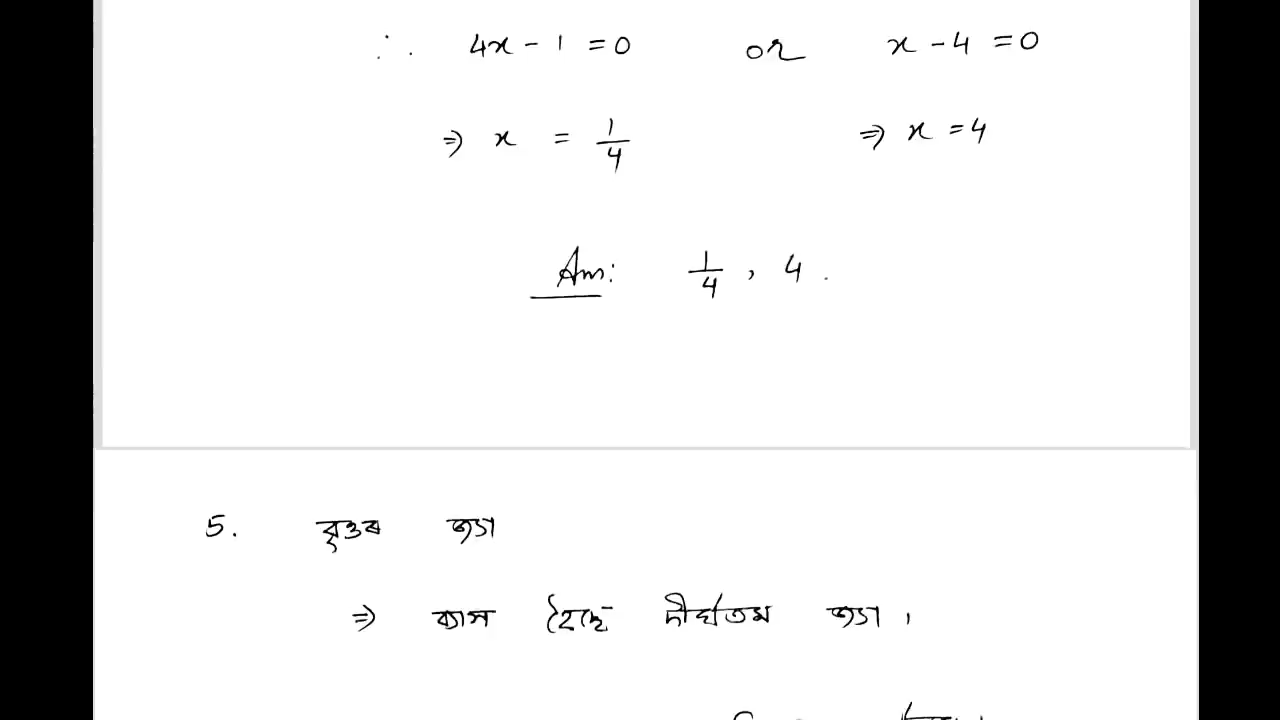 ∴ 4x - 1 = 0 or x - 4 = 0
⇒ x = 1/4 ⇒ x = 4
Ans: 1/4, 4.
5. বৃত্তৰ জ্যা
⇒ ব্যাস হৈছে দীৰ্ঘতম জ্যা ,